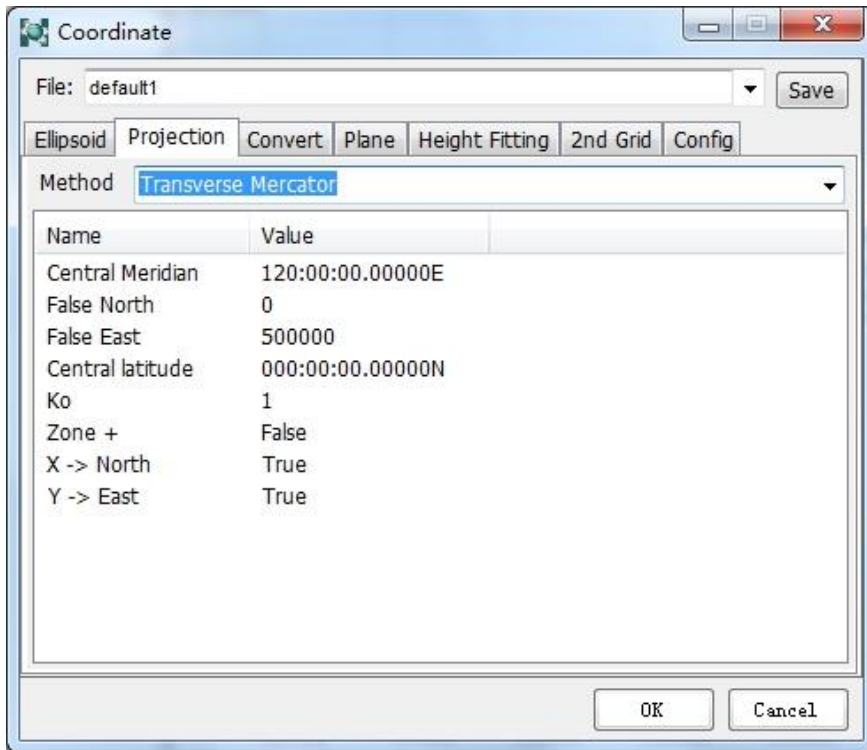 Coordinate
File: default1 Save
Ellipsoid Projection Convert Plane Height Fitting 2nd Grid Config
Method Transverse Mercator
Name Value
Central Meridian 120:00:00.00000E
False North 0
False East 500000
Central latitude 000:00:00.00000N
Ko 1
Zone + False
X -> North True
Y -> East True
OK Cancel